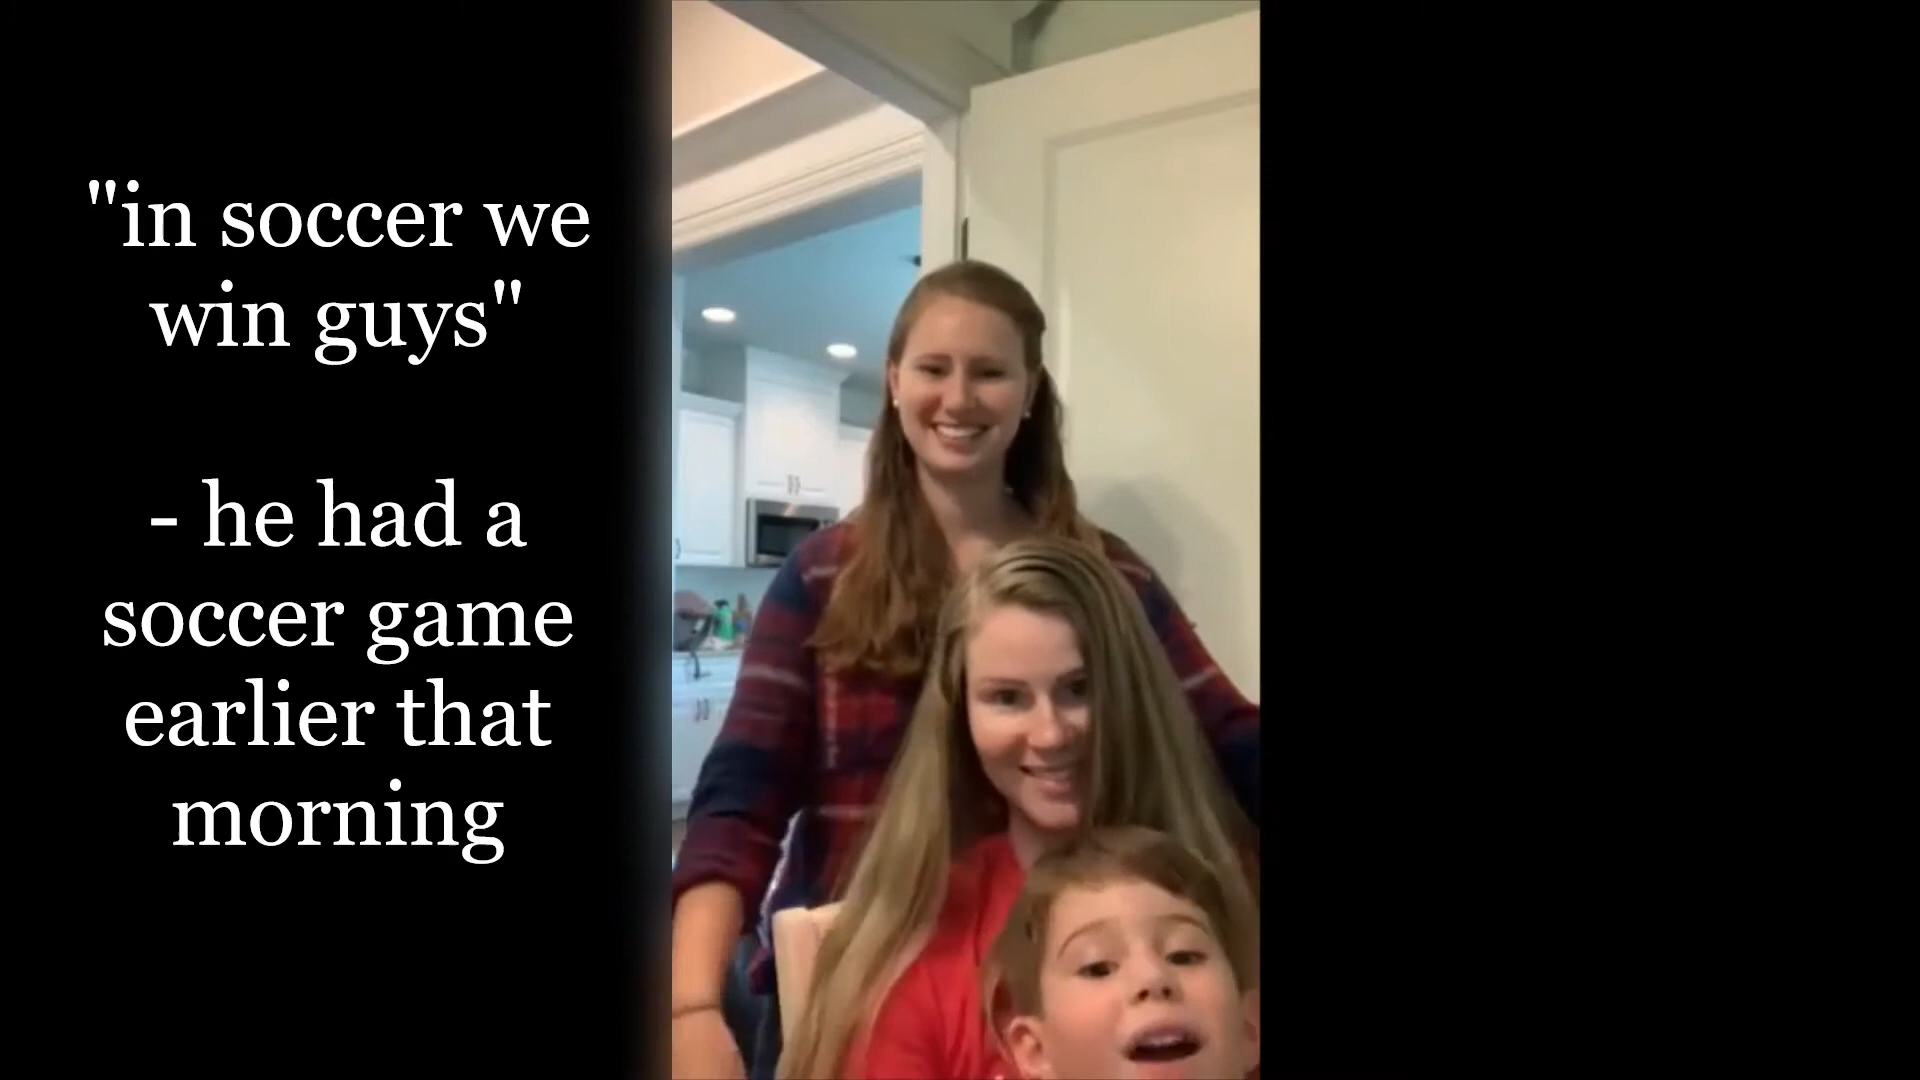 "in soccer we
win guys"
- he had a
soccer game
earlier that
morning